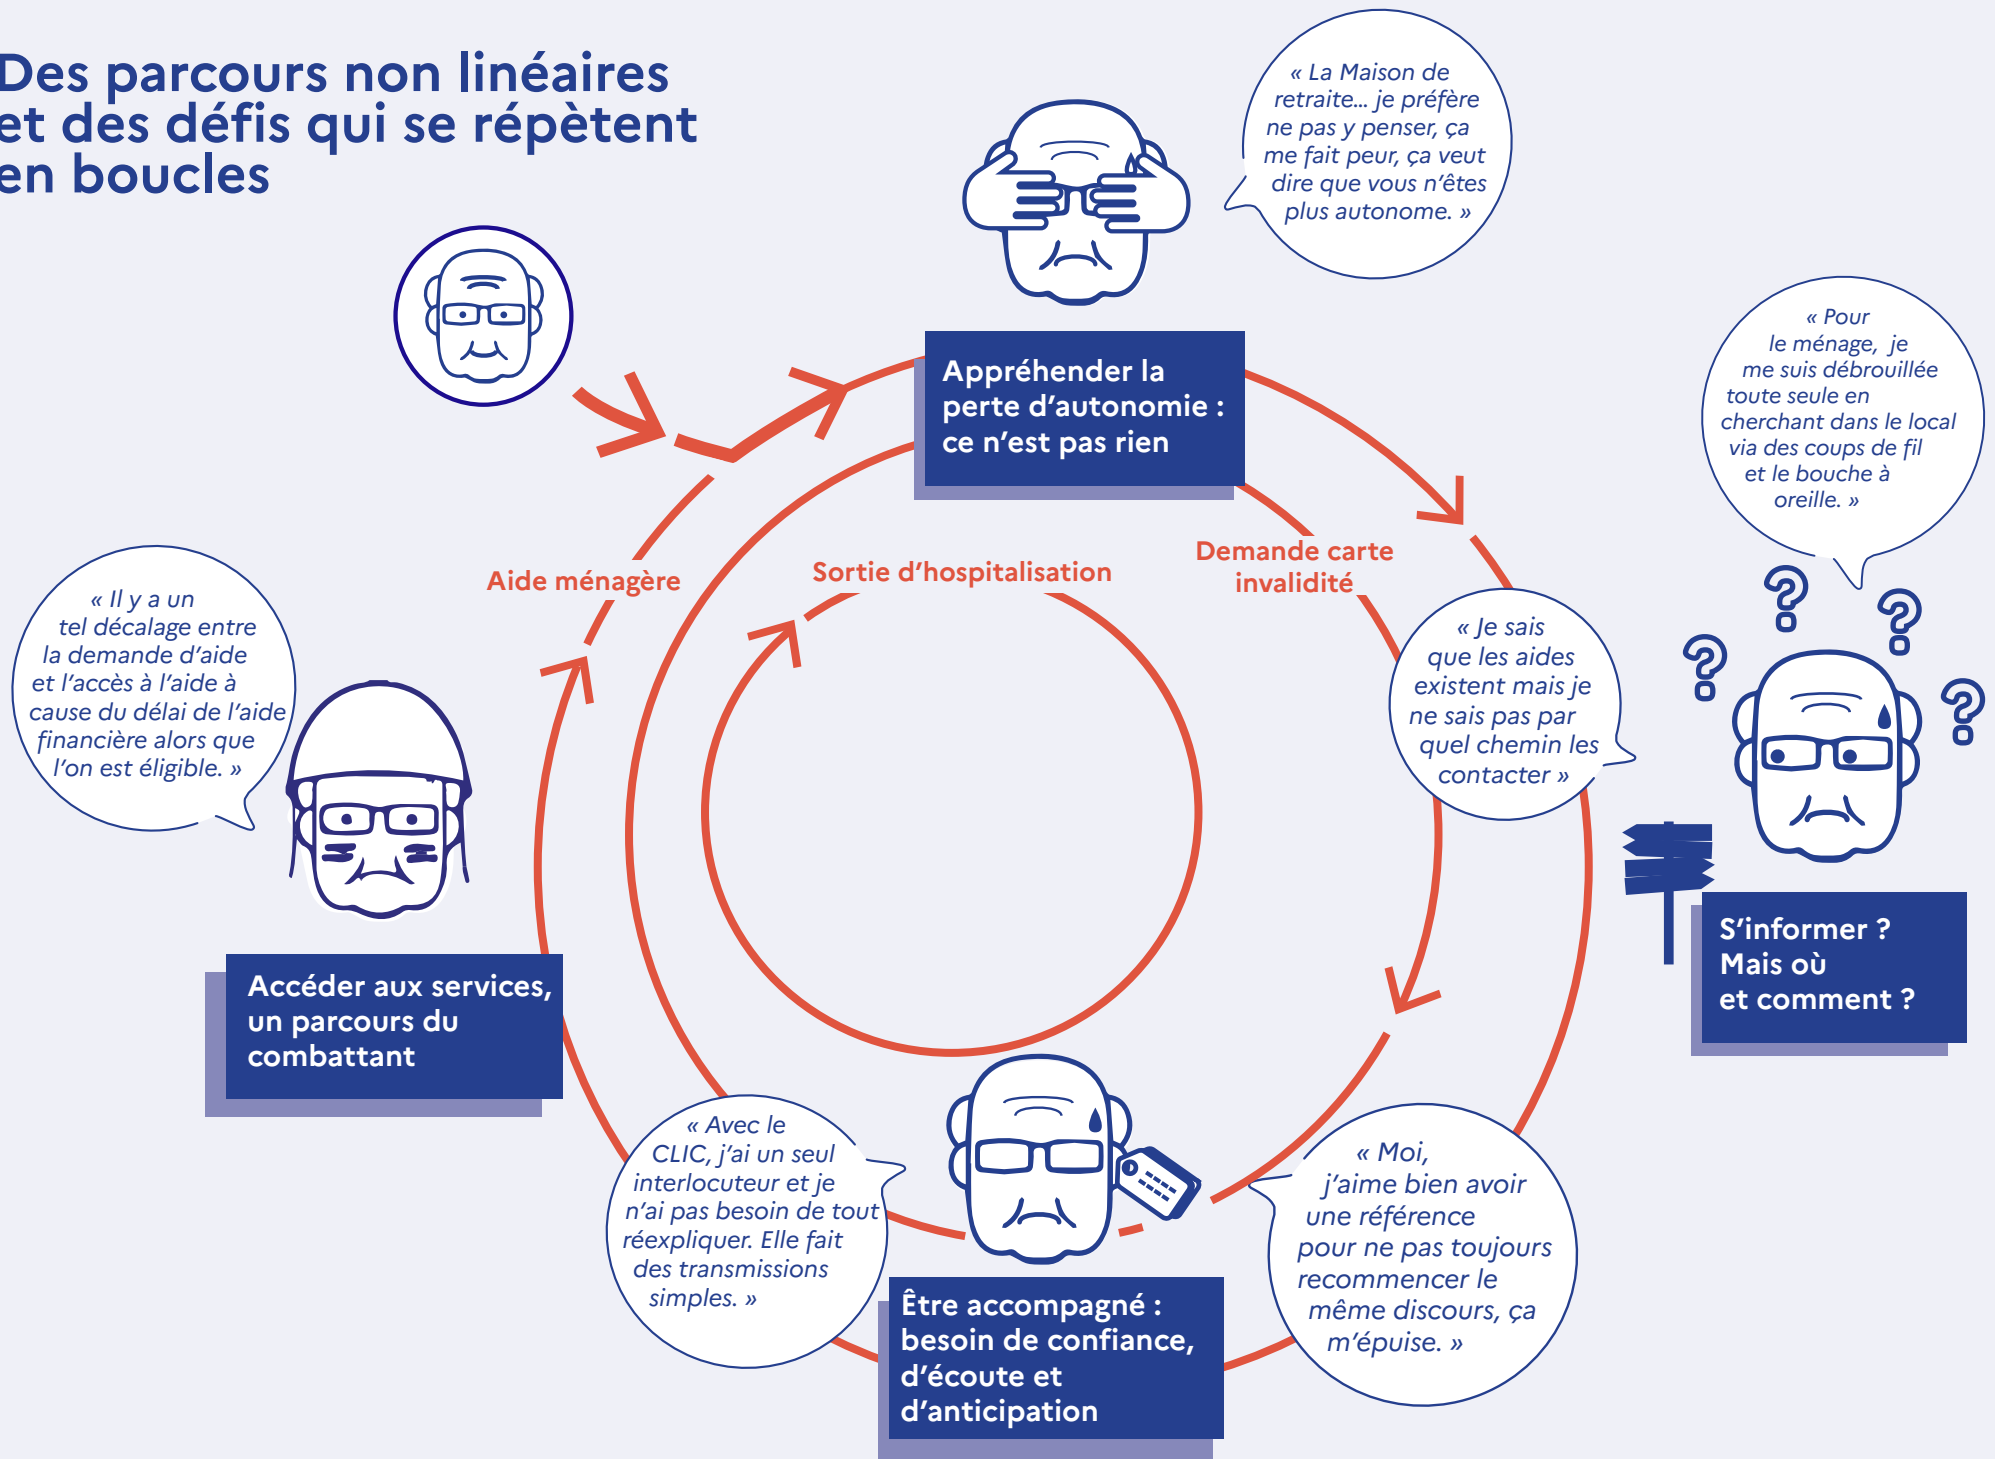 Des parcours non linéaires
et des défis qui se répètent
en boucles
« La Maison de
retraite... je préfère
ne pas y penser, ça
me fait peur, ça veut
dire que vous n'êtes
plus autonome. »
Appréhender la
perte d'autonomie :
ce n'est pas rien
« Pour
le ménage, je
me suis débrouillée
toute seule en
cherchant dans le local
via des coups de fil
et le bouche à
oreille. »
Aide ménagère
Sortie d'hospitalisation
Demande carte
invalidité
« Je sais
que les aides
existent mais je
ne sais pas par
quel chemin les
contacter »
S'informer ?
Mais où
et comment ?
« Il y a un
tel décalage entre
la demande d'aide
et l'accès à l'aide à
cause du délai de l'aide
financière alors que
l'on est éligible. »
Accéder aux services,
un parcours du
combattant
« Avec le
CLIC, j'ai un seul
interlocuteur et je
n'ai pas besoin de tout
réexpliquer. Elle fait
des transmissions
simples. »
« Moi,
j'aime bien avoir
une référence
pour ne pas toujours
recommencer le
même discours, ça
m'épuise. »
Être accompagné :
besoin de confiance,
d'écoute et
d'anticipation